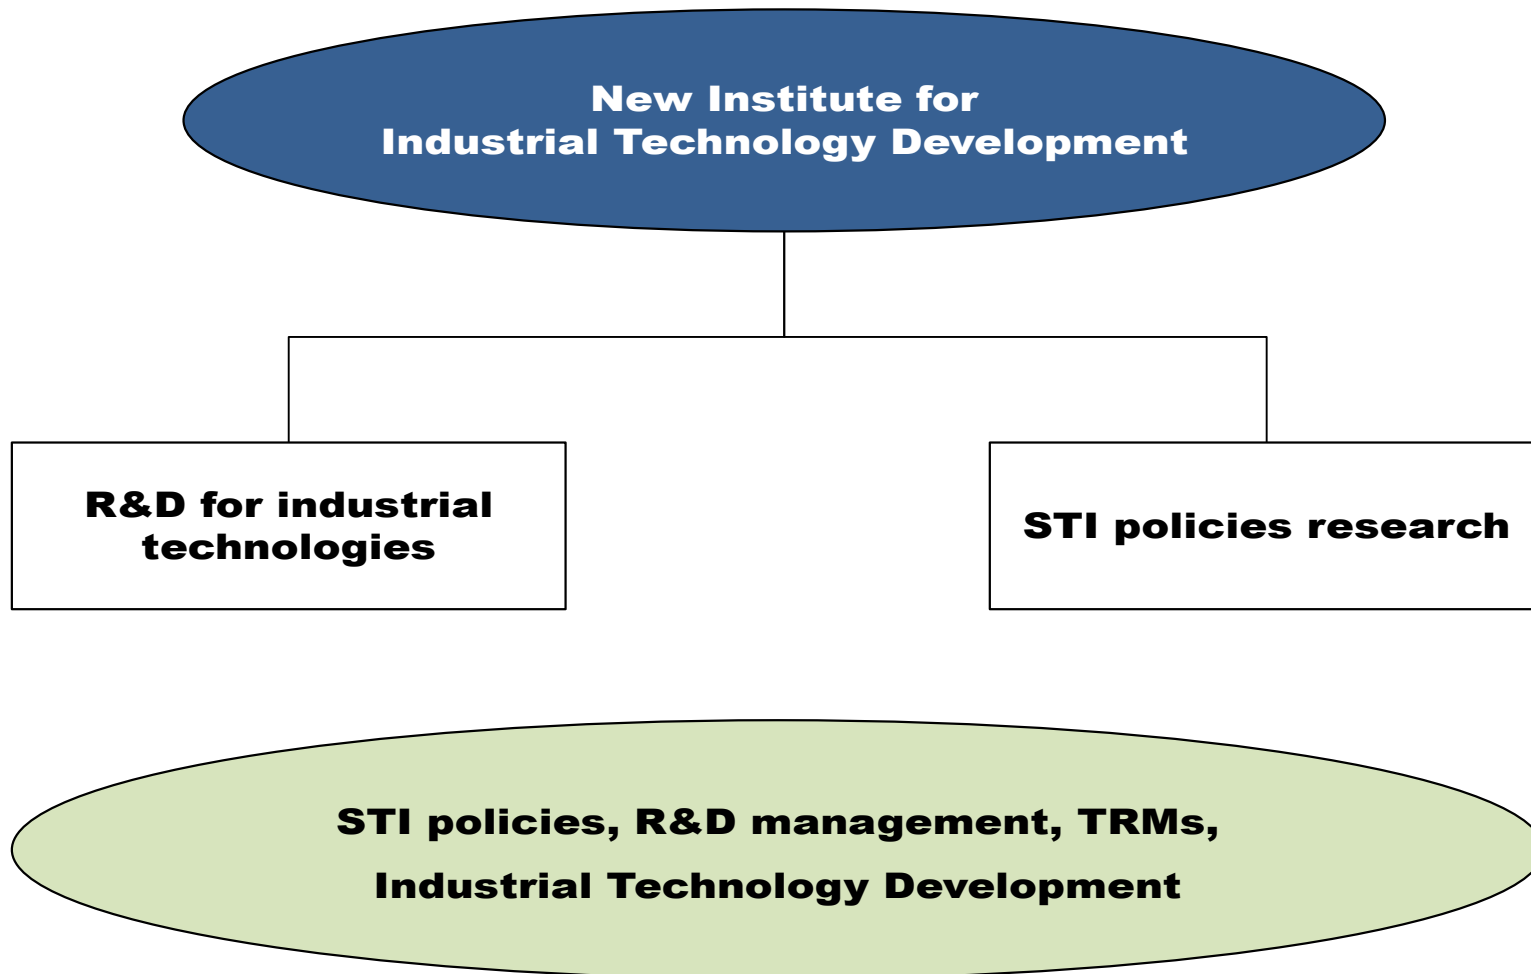 New Institute for
Industrial Technology Development
R&D for industrial
technologies
STI policies research
STI policies, R&D management, TRMs,
Industrial Technology Development